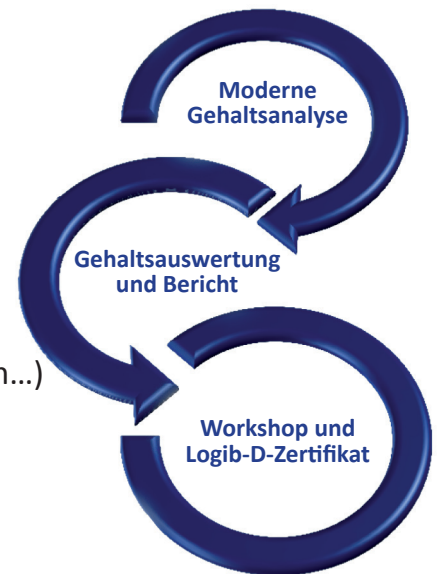 Moderne
Gehaltsanalyse
Gehaltsauswertung
und Bericht
n...)
Workshop und
Logib-D-Zertifikat